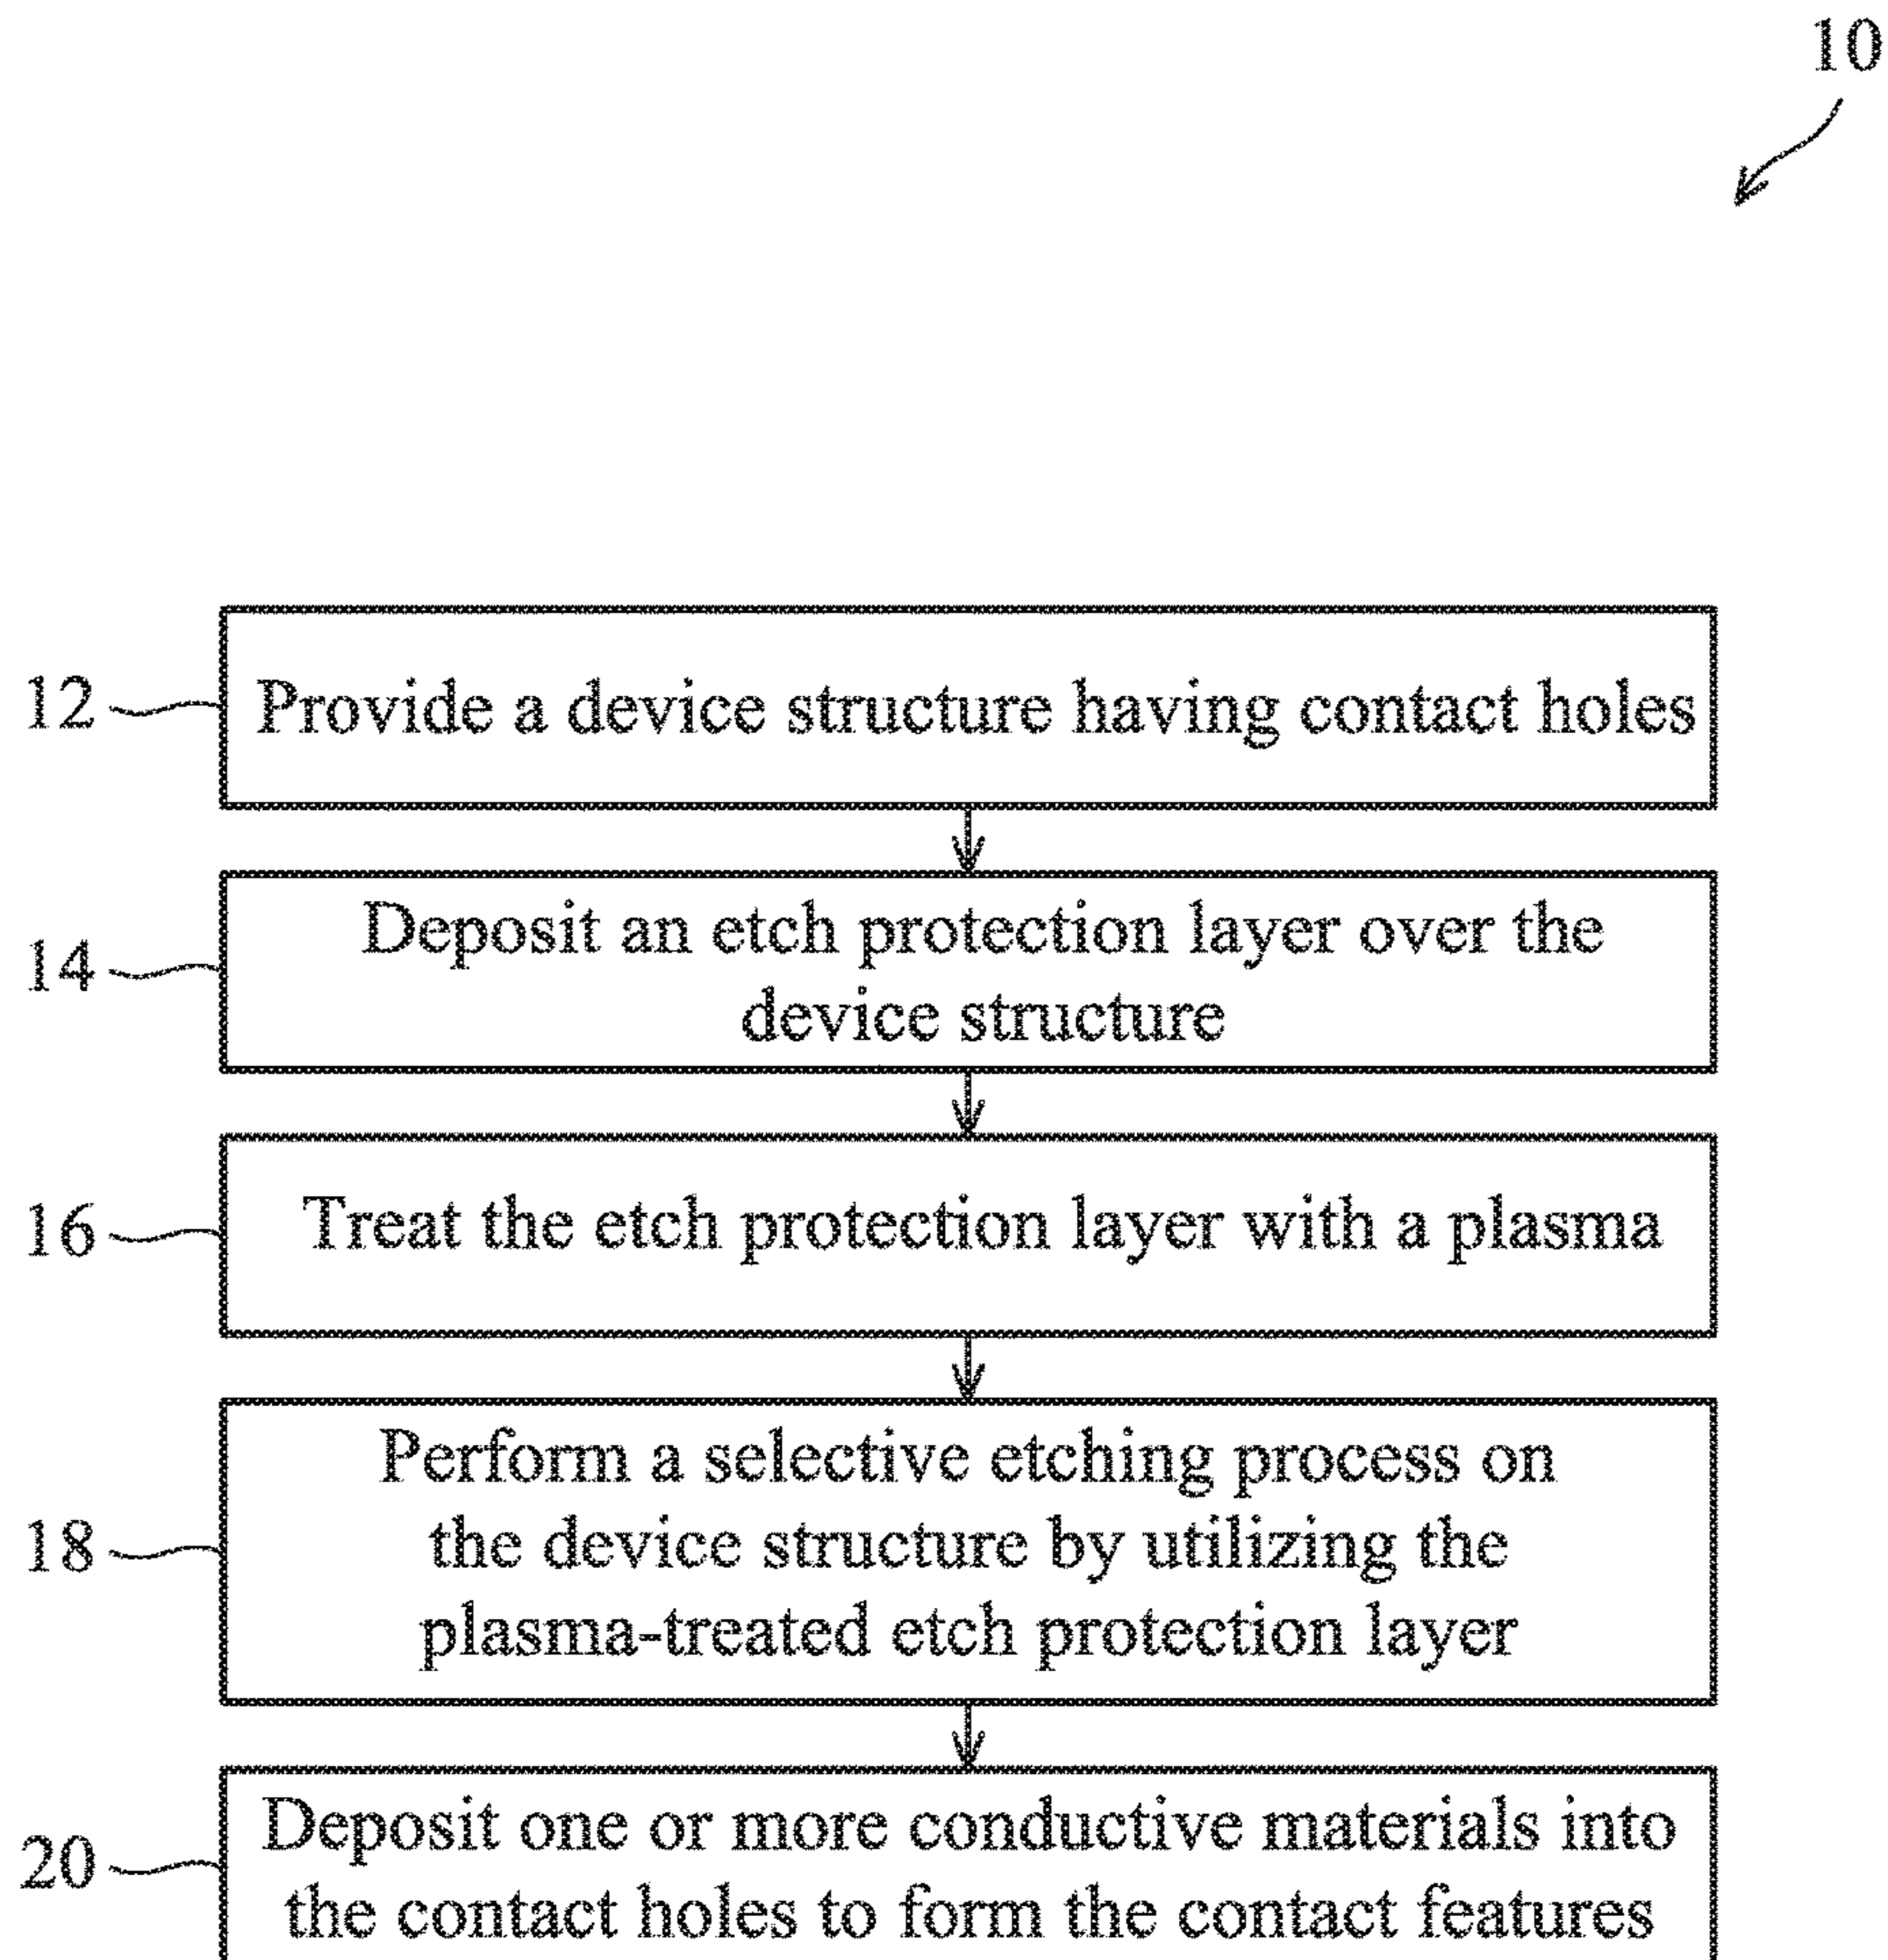 10
12
Provide a device structure having contact holes
14
Deposit an etch protection layer over the
device structure
16
Treat the etch protection layer with a plasma
18
Perform a selective etching process on
the device structure by utilizing the
plasma-treated etch protection layer
20
Deposit one or more conductive materials into
the contact holes to form the contact features